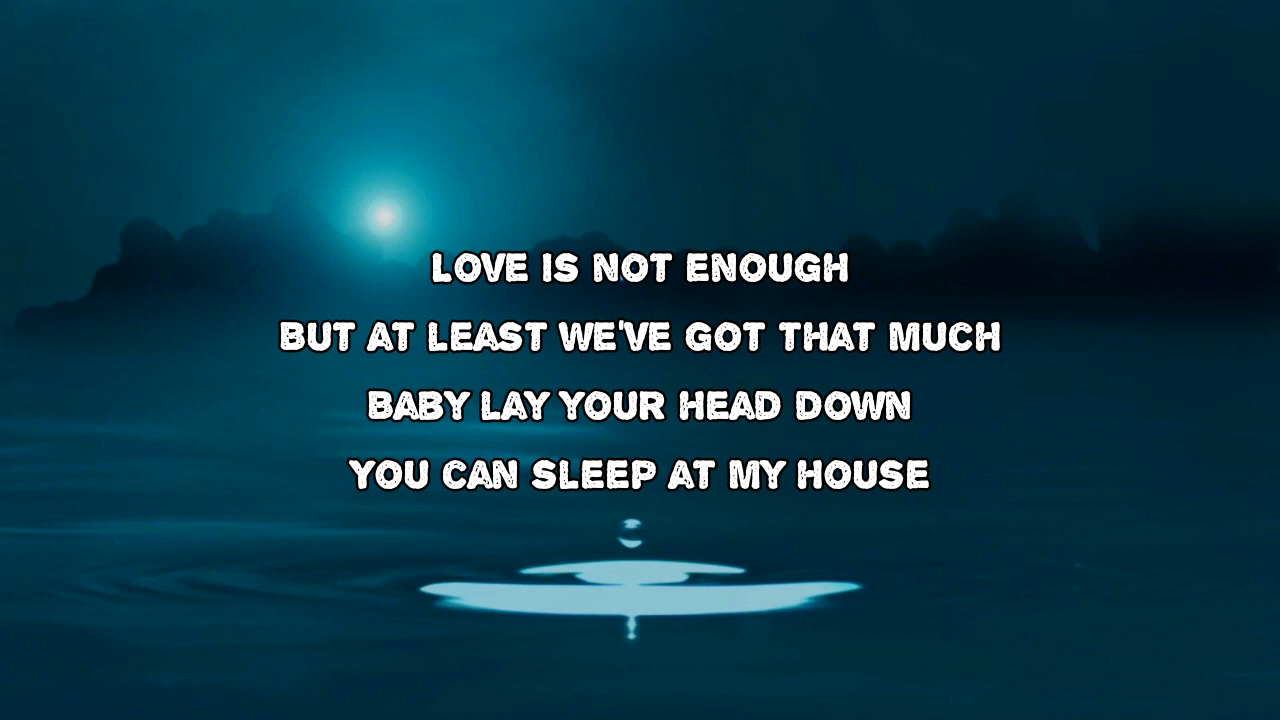 LOVE IS NOT ENOUGH
BUT AT LEAST WE'VE GOT THAT MUCH
BABY LAY YOUR HEAD DOWN
YOU CAN SLEEP AT MY HOUSE